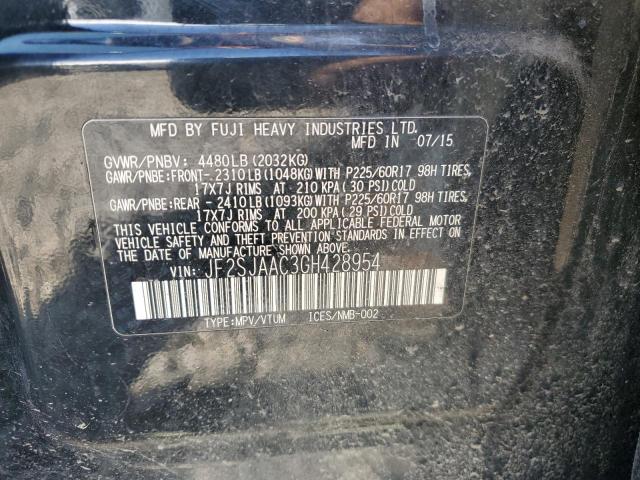 MFD BY FUJI HEAVY INDUSTRIES LTD.
MFD IN 07/15
GVWR/PNBV: 4480LB(2032KG)
GAWR/PNBE:FRONT-.2310LB(1048KG)WITH P225/60R17 98H TIRES,
17X7J RIMS AT 210 KPA(30 PSI)COLD
GAWR/PNBE:REAR - 2410LB(1093KG)WITH P225/60R17 98H TIRES,
17X7J RIMS AT 200 KPA(29 PSI)COLD
THIS VEHICLE CONFORMS TO ALL APPLICABLE FEDERAL MOTOR
VEHICLE SAFETY AND THEFT PREVENTION STANDARDS IN EFFECT
ON THE DATE OF MANUFACTURE SHOWN ABOVE.
VIN: JF2SJAAC3GH428954
TYPE:MPV/VTUM ICES/NMB-002